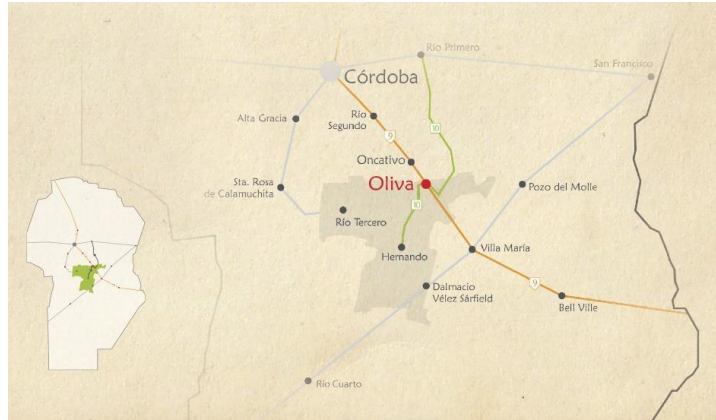 Río Primero
San Francisco
Córdoba
Alta Gracia
Río
Segundo
9
10
Oncativo
Oliva
Sta. Rosa
de Calamuchita
Pozo del Molle
10
Río Tercero
Hernando
Villa María
Dalmacio
Vélez Sárfield
9
Bell Ville
Río Cuarto